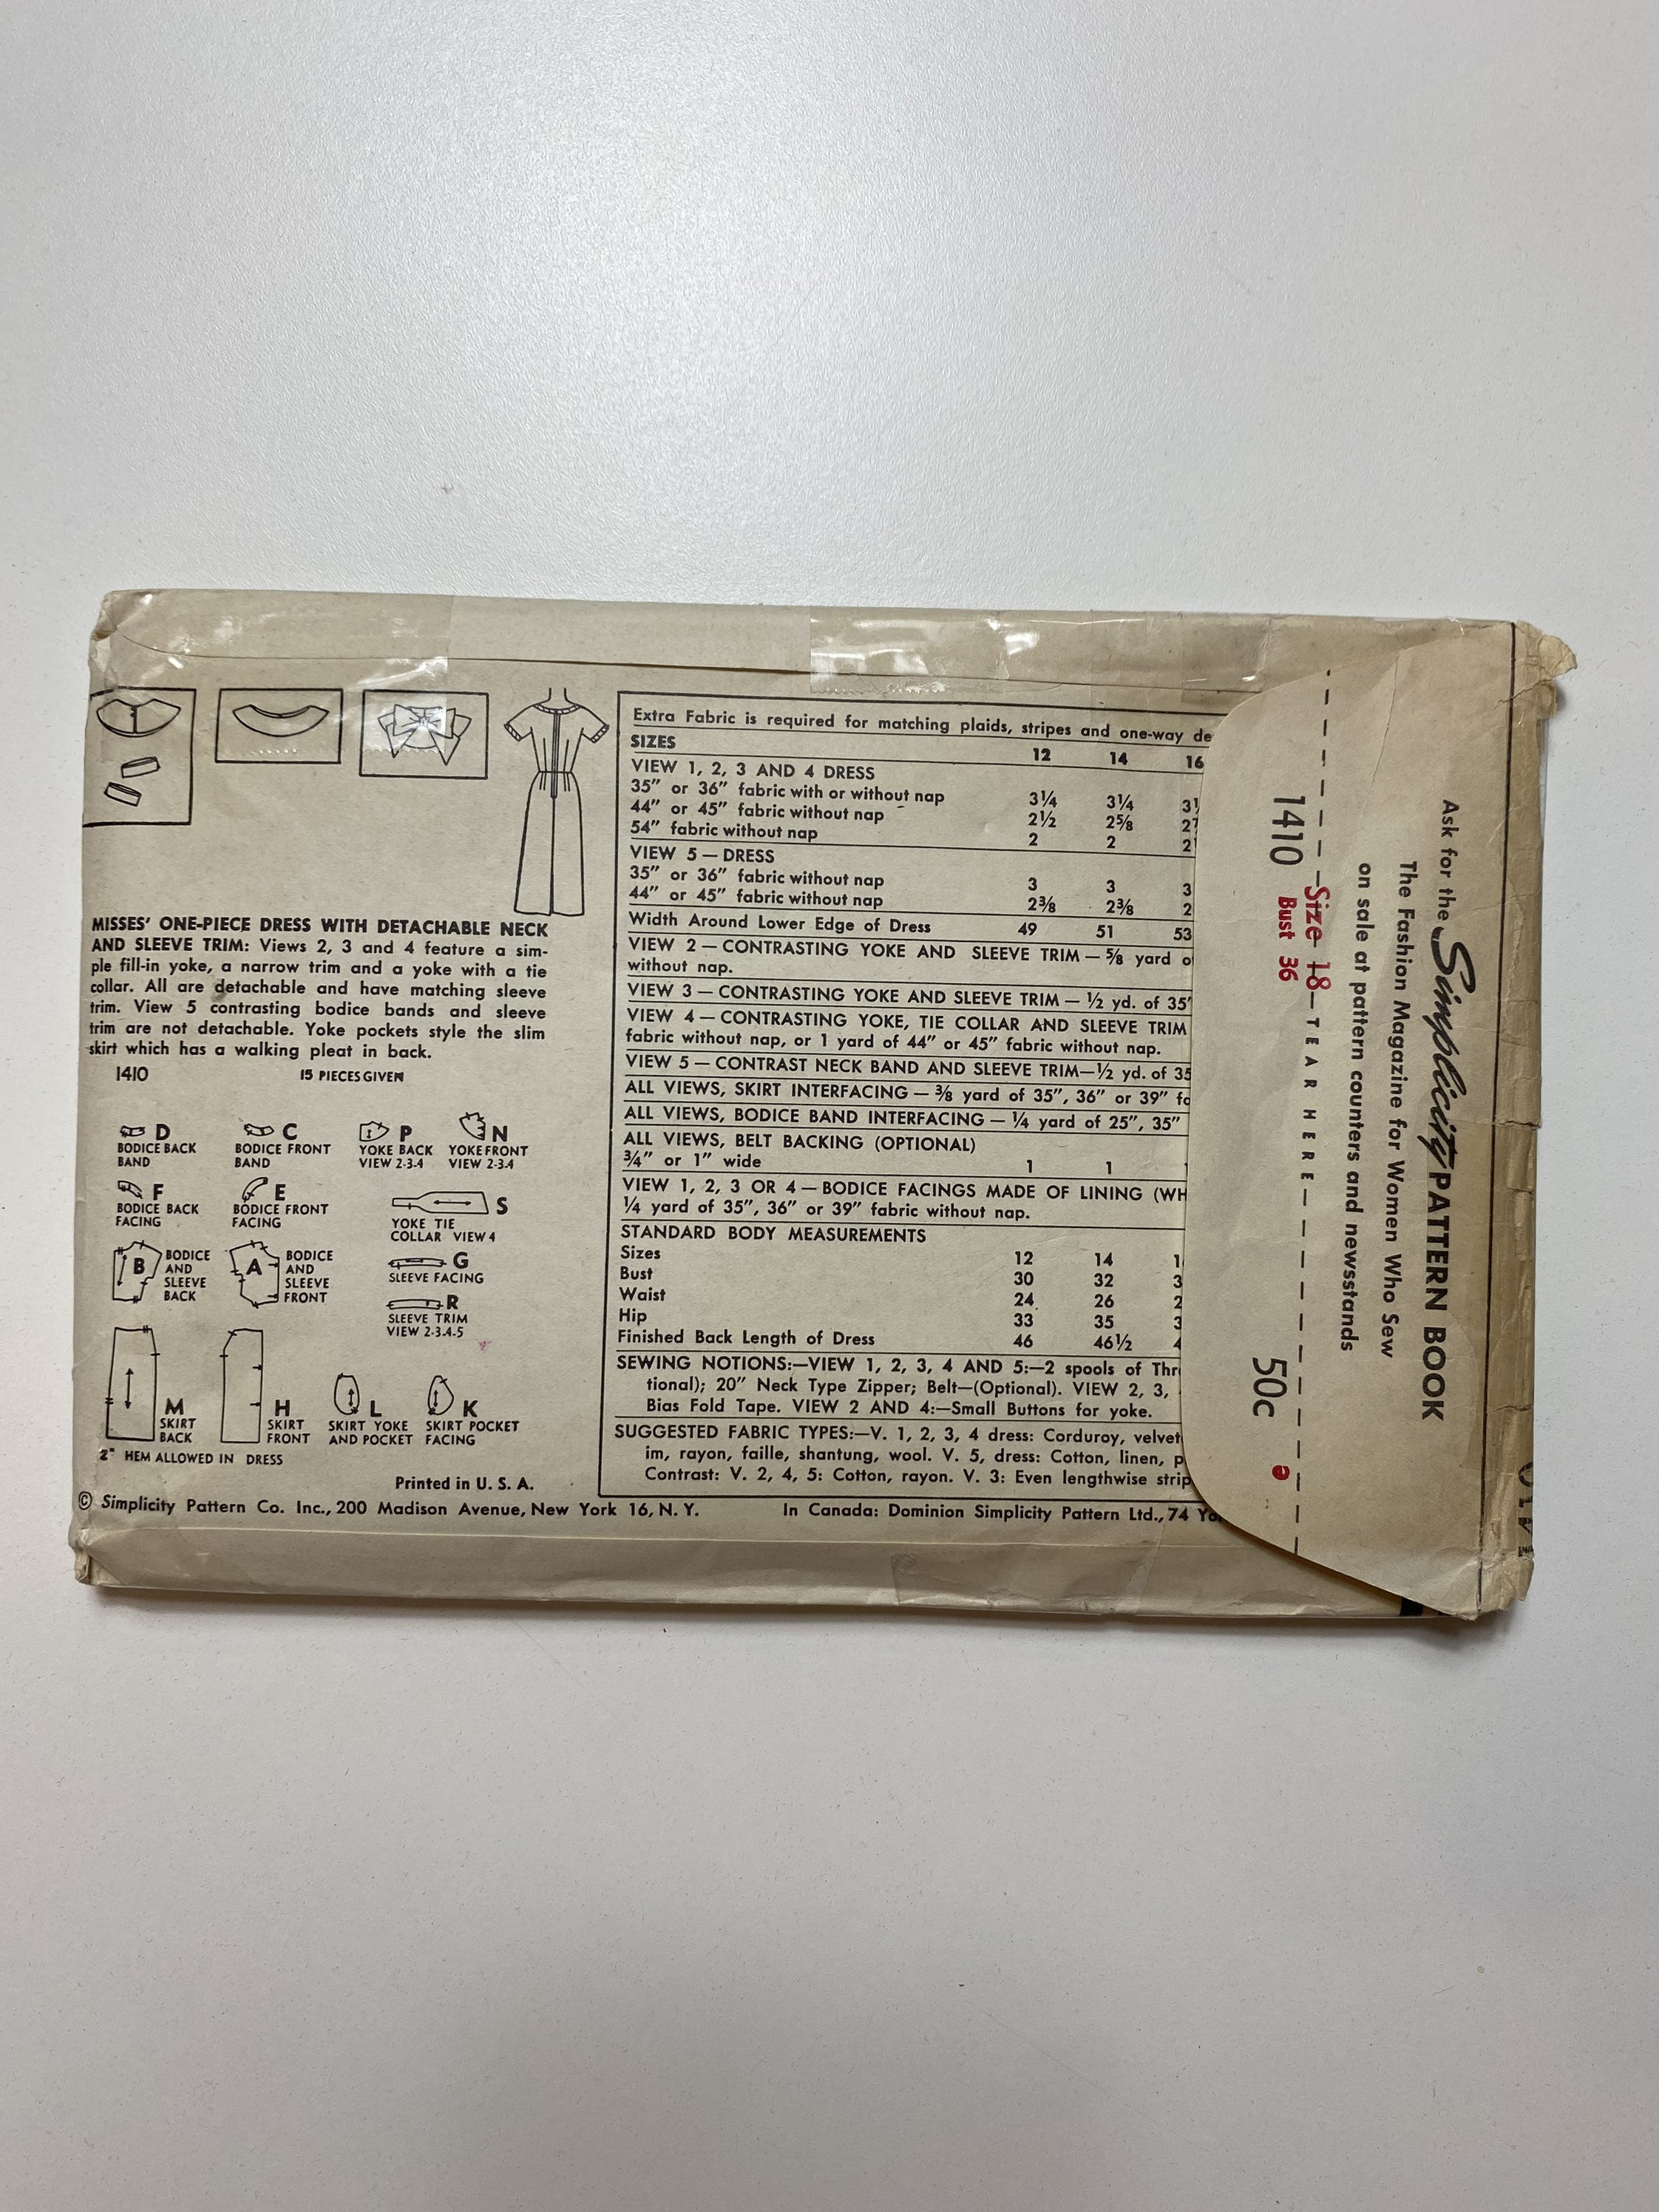 MISSES' ONE-PIECE DRESS WITH DETACHABLE NECK
AND SLEEVE TRIM: Views 2, 3 and 4 feature a sim-
ple fill-in yoke, a narrow trim and a yoke with a tie
collar. All are detachable and have matching sleeve
trim. View 5 contrasting bodice bands and sleeve
trim are not detachable. Yoke pockets style the slim
skirt which has a walking pleat in back.
1410 15 PIECES GIVEN
D
BODICE BACK
BAND
C
BODICE FRONT
BAND
P
YOKE BACK
VIEW 2-3-4
N
YOKE FRONT
VIEW 2-3-4
F
BODICE BACK
FACING
E
BODICE FRONT
FACING
S
YOKE TIE
COLLAR VIEW 4
B
BODICE
AND
SLEEVE
BACK
A
BODICE
AND
SLEEVE
FRONT
G
SLEEVE FACING
R
SLEEVE TRIM
VIEW 2-3-4-5
M
SKIRT
BACK
H
SKIRT
FRONT
L
SKIRT YOKE
AND POCKET
K
SKIRT POCKET
FACING
2" HEM ALLOWED IN DRESS
Printed in U. S. A.
© Simplicity Pattern Co. Inc., 200 Madison Avenue, New York 16, N. Y. In Canada: Dominion Simplicity Pattern Ltd., 74
Extra Fabric is required for matching plaids, stripes and one-way de
SIZES 12 14 16
VIEW 1, 2, 3 AND 4 DRESS
35" or 36" fabric with or without nap 3¼ 3¼ 3
44" or 45" fabric without nap 2½ 2⅝ 2
54" fabric without nap 2 2 2
VIEW 5 — DRESS
35" or 36" fabric without nap 3 3 3
44" or 45" fabric without nap 2⅜ 2⅜ 2
Width Around Lower Edge of Dress 49 51 53
VIEW 2 — CONTRASTING YOKE AND SLEEVE TRIM — ⅝ yard o
without nap.
VIEW 3 — CONTRASTING YOKE AND SLEEVE TRIM — ½ yd. of 35"
VIEW 4 — CONTRASTING YOKE, TIE COLLAR AND SLEEVE TRIM
fabric without nap, or 1 yard of 44" or 45" fabric without nap.
VIEW 5 — CONTRAST NECK BAND AND SLEEVE TRIM—½ yd. of 35
ALL VIEWS, SKIRT INTERFACING — ⅜ yard of 35", 36" or 39" fa
ALL VIEWS, BODICE BAND INTERFACING — ¼ yard of 25", 35"
ALL VIEWS, BELT BACKING (OPTIONAL)
¾" or 1" wide 1 1
VIEW 1, 2, 3 OR 4 — BODICE FACINGS MADE OF LINING (WH
¼ yard of 35", 36" or 39" fabric without nap.
STANDARD BODY MEASUREMENTS
Sizes 12 14 1
Bust 30 32 3
Waist 24 26 2
Hip 33 35 3
Finished Back Length of Dress 46 46½ 4
SEWING NOTIONS:—VIEW 1, 2, 3, 4 AND 5:—2 spools of Thr
tional); 20" Neck Type Zipper; Belt—(Optional). VIEW 2, 3,
Bias Fold Tape. VIEW 2 AND 4:—Small Buttons for yoke.
SUGGESTED FABRIC TYPES:—V. 1, 2, 3, 4 dress: Corduroy, velvet
im, rayon, faille, shantung, wool. V. 5, dress: Cotton, linen, p
Contrast: V. 2, 4, 5: Cotton, rayon. V. 3: Even lengthwise strip
Ask for the Simplicity PATTERN BOOK
The Fashion Magazine for Women Who Sew
on sale at pattern counters and newsstands
Size 18 TEAR HERE
1410 Bust 36 50c a
1410